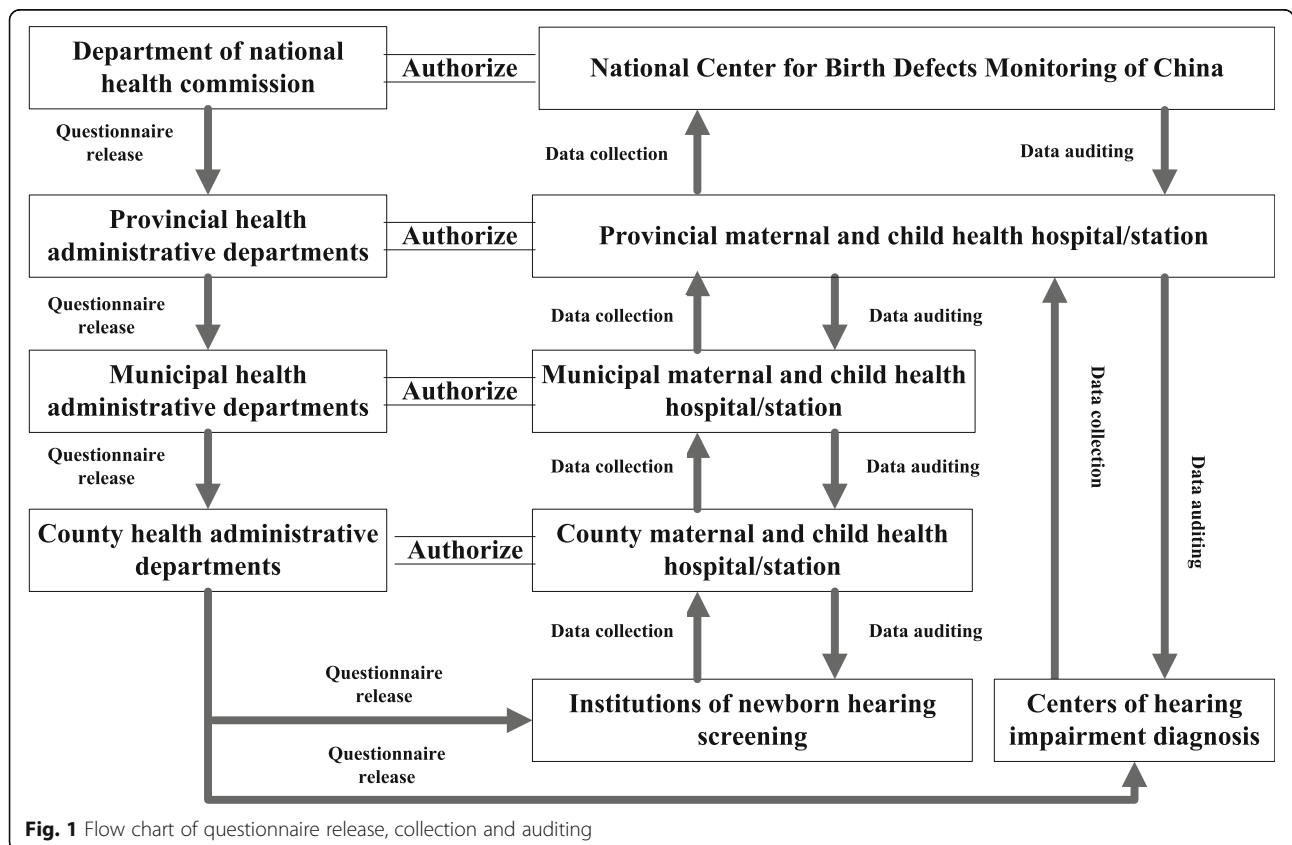 Department of national
health commission
Authorize
National Center for Birth Defects Monitoring of China
Questionnaire
release
Data collection
Data auditing
Provincial health
administrative departments
Authorize
Provincial maternal and child health hospital/station
Questionnaire
release
Data collection
Data auditing
Municipal health
administrative departments
Authorize
Municipal maternal and child health
hospital/station
Data collection
Questionnaire
release
Data collection
Data auditing
Data auditing
County health administrative
departments
Authorize
County maternal and child health
hospital/station
Data collection
Data auditing
Questionnaire
release
Institutions of newborn hearing
screening
Centers of hearing
impairment diagnosis
Questionnaire
release
Fig. 1 Flow chart of questionnaire release, collection and auditing